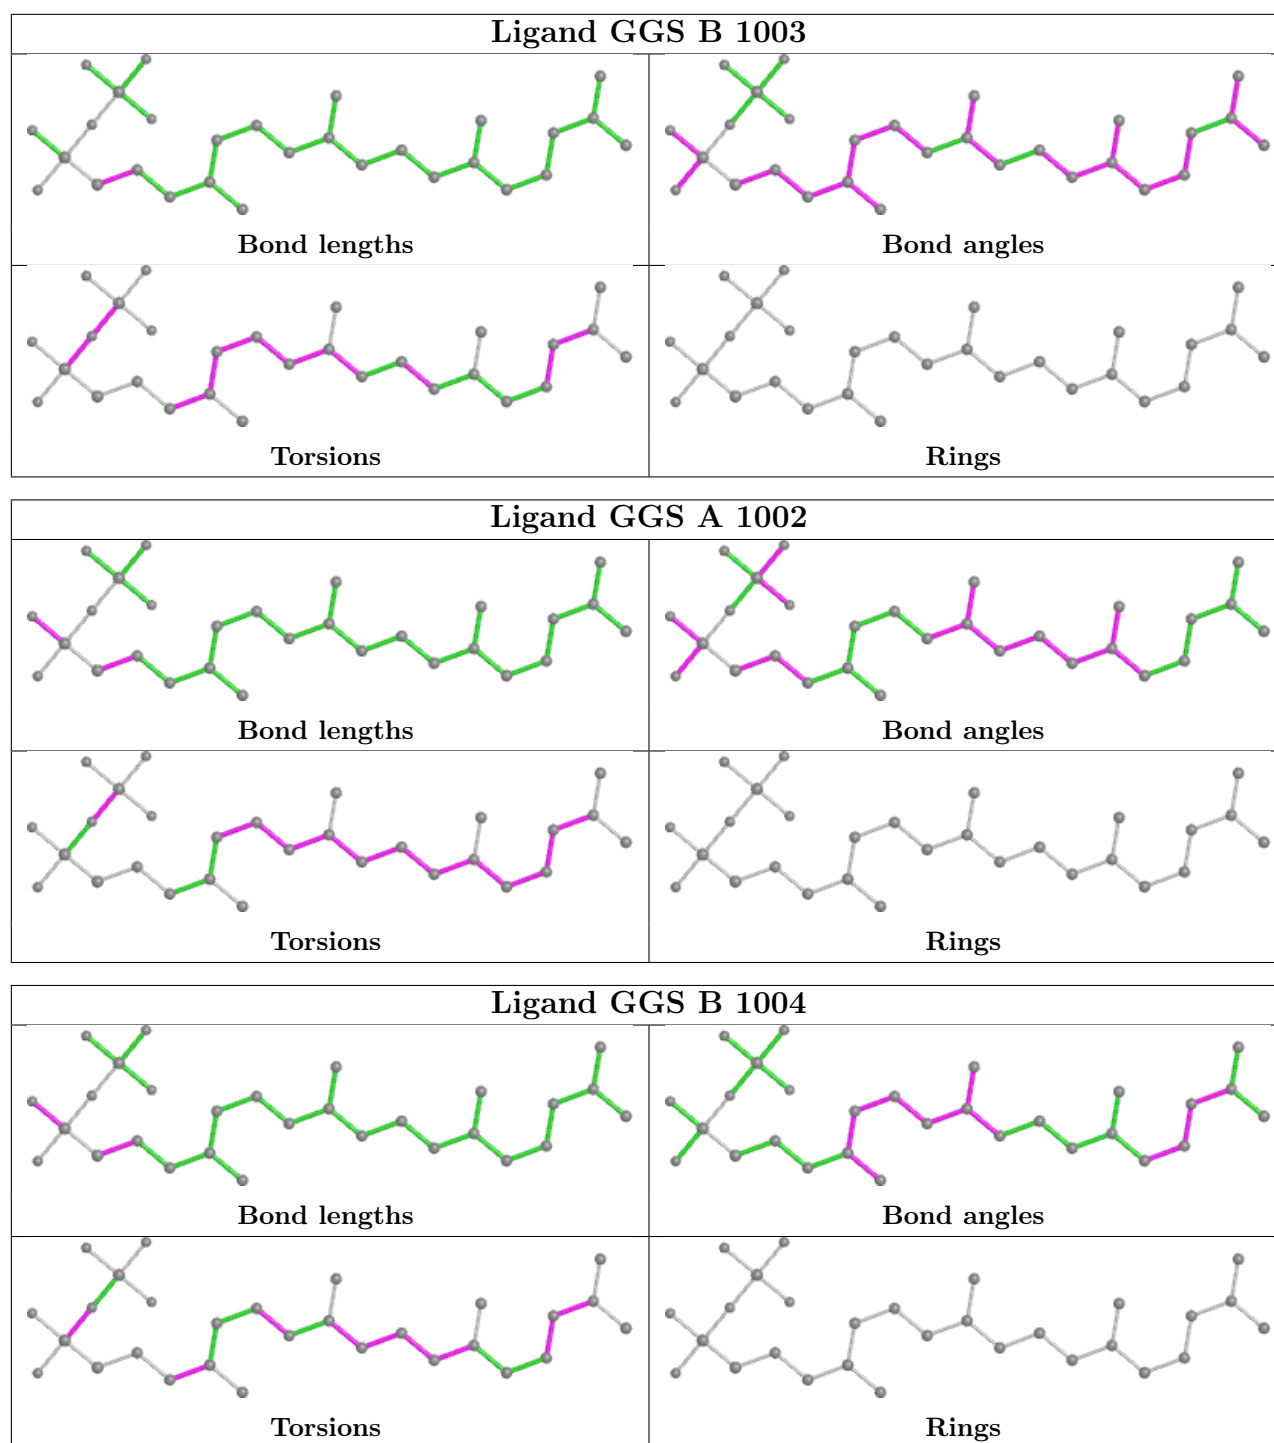 Ligand GGS B 1003
Bond lengths
Bond angles
Torsions
Rings
Ligand GGS A 1002
Bond lengths
Bond angles
Torsions
Rings
Ligand GGS B 1004
Bond lengths
Bond angles
Torsions
Rings